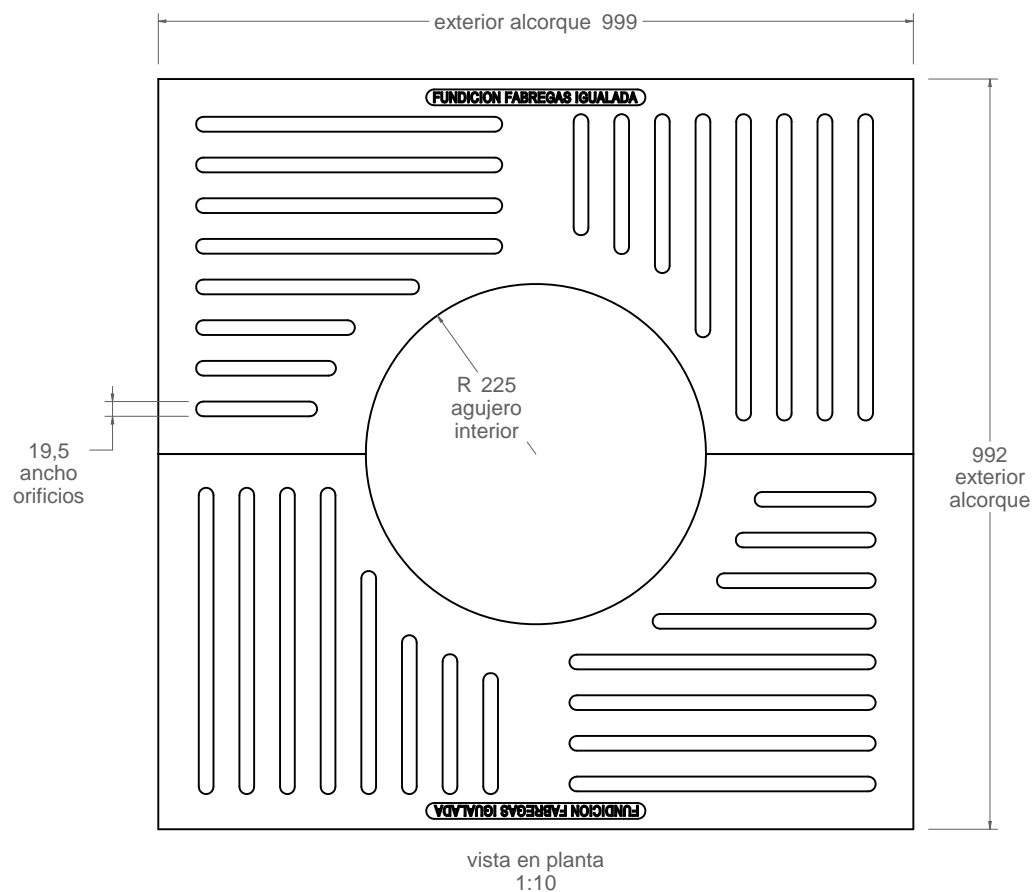 exterior alcorque 999
FUNDICION FABREGAS IGUALADA
R 225
agujero
interior
19,5
ancho
orificios
992
exterior
alcorque
FUNDICION FABREGAS IGUALADA
vista en planta
1:10